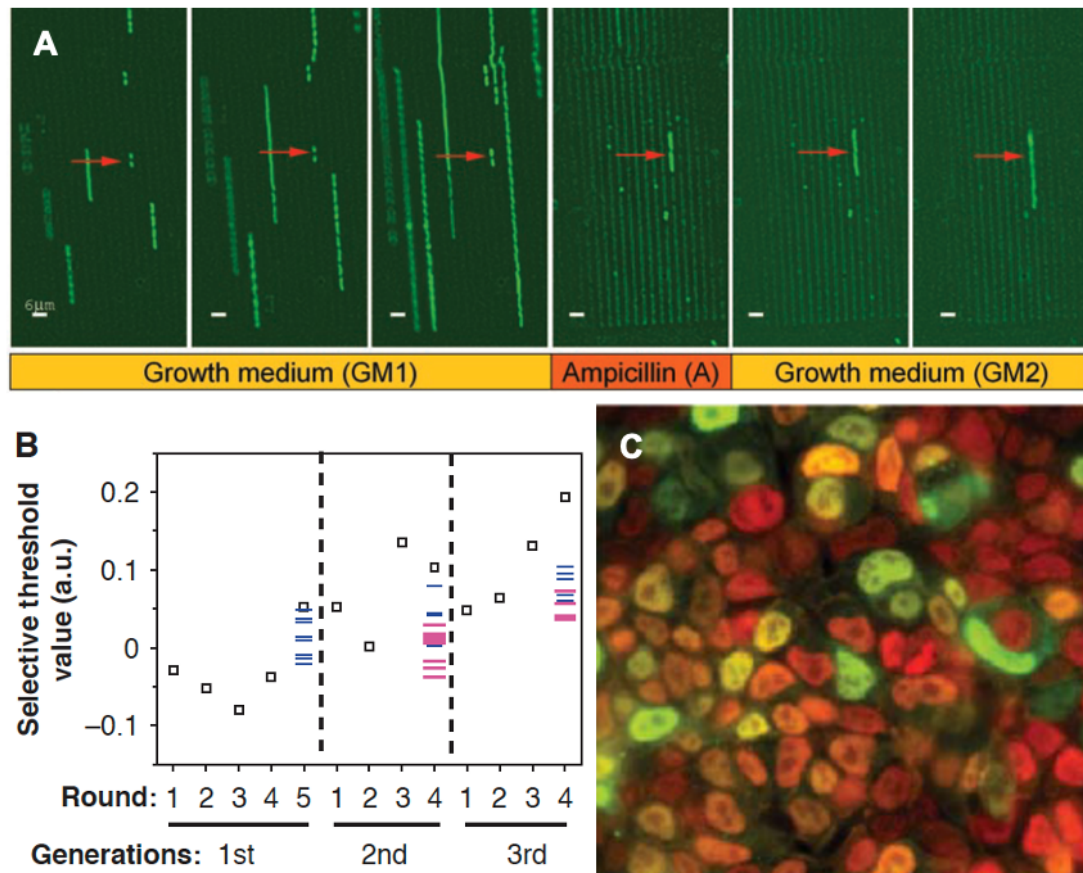 A
6μm
Growth medium (GM1) Ampicillin (A) Growth medium (GM2)
B
Selective threshold
value (a.u.)
0.2
0.1
0
−0.1
Round: 1 2 3 4 5 1 2 3 4 1 2 3 4
Generations: 1st 2nd 3rd
C